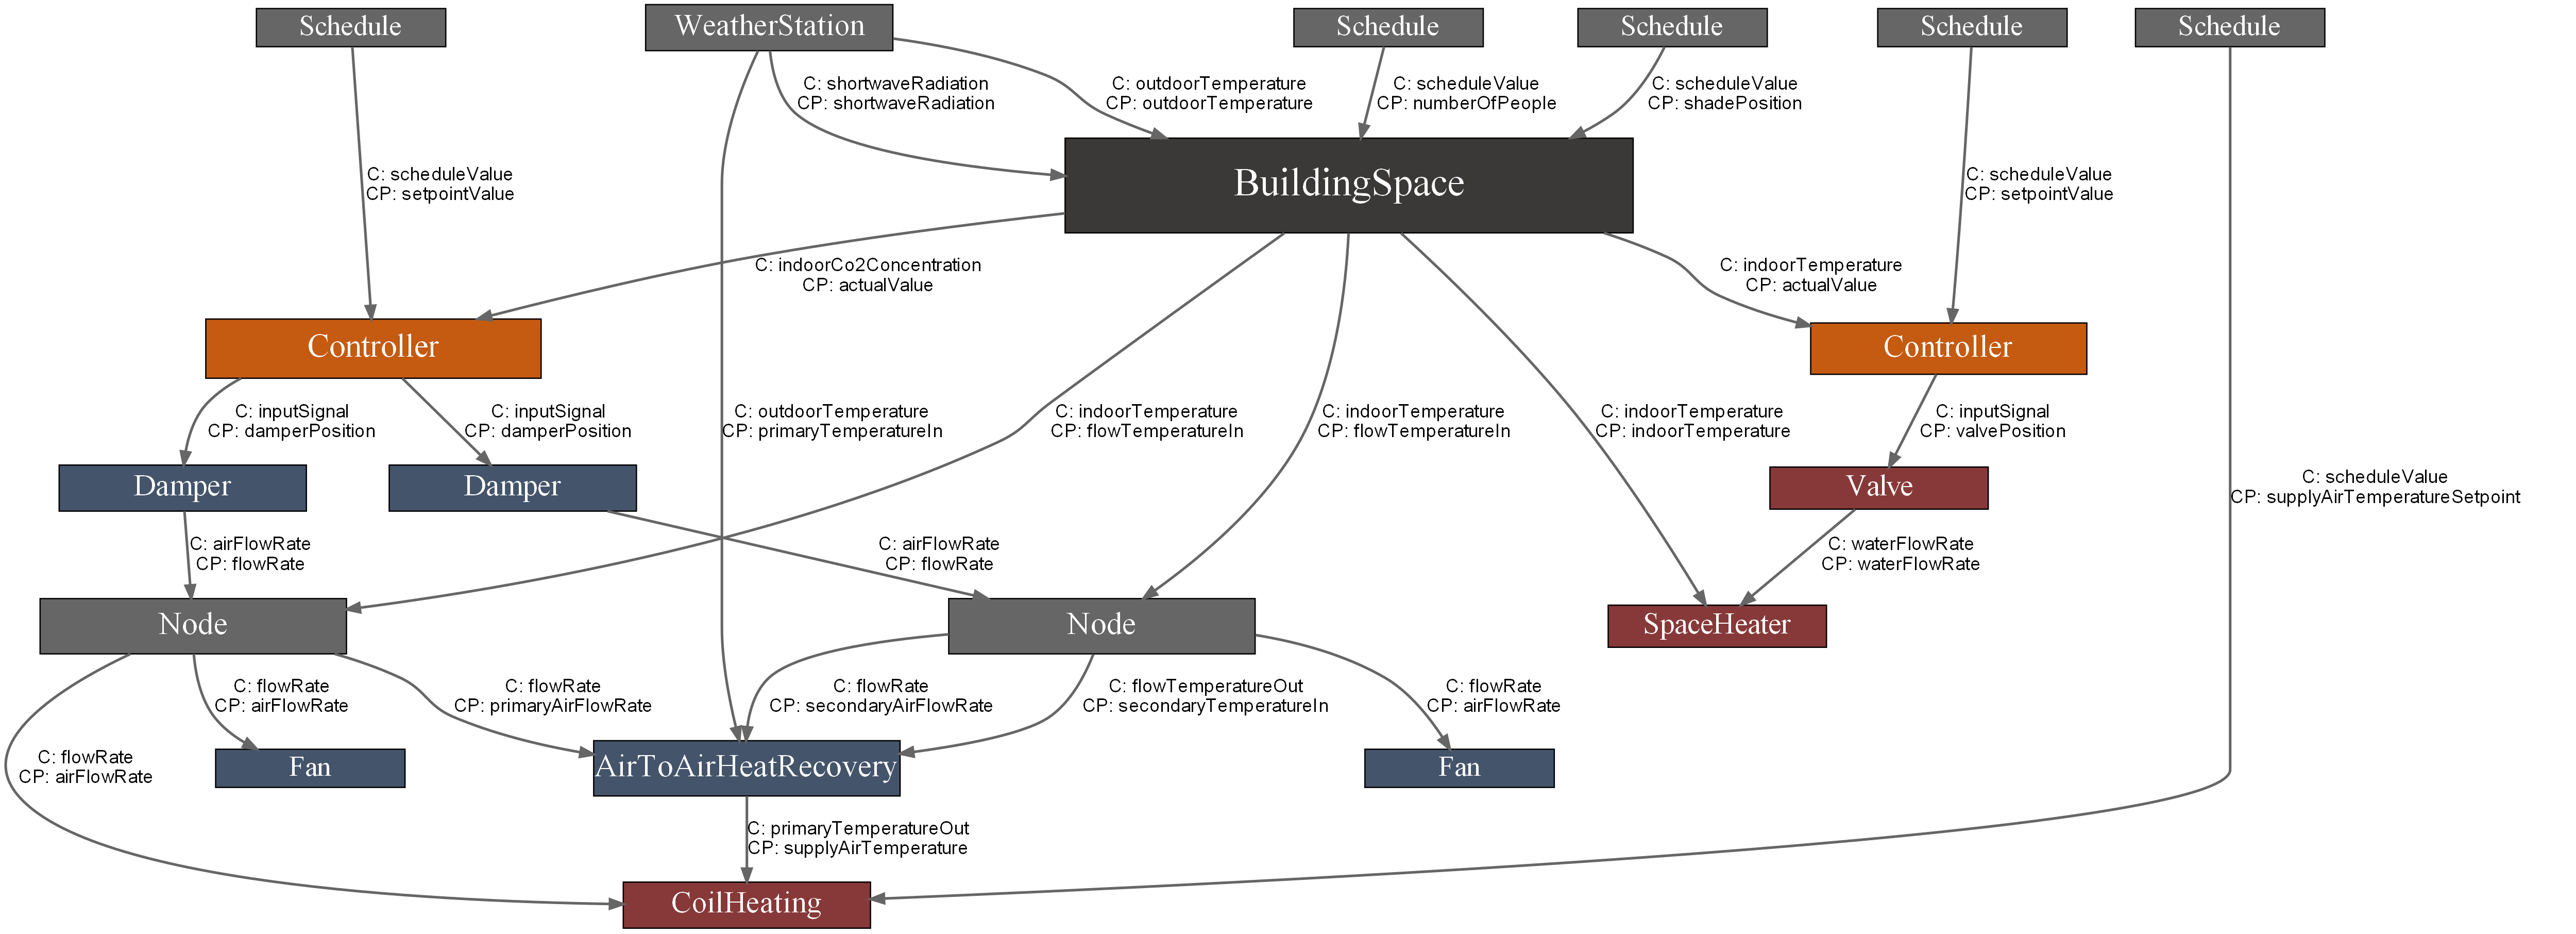 Schedule
WeatherStation
Schedule
Schedule
Schedule
Schedule
C: shortwaveRadiation
CP: shortwaveRadiation
C: outdoorTemperature
CP: outdoorTemperature
C: scheduleValue
CP: numberOfPeople
C: scheduleValue
CP: shadePosition
C: scheduleValue
CP: setpointValue
BuildingSpace
C: scheduleValue
CP: setpointValue
C: indoorCo2Concentration
CP: actualValue
C: indoorTemperature
CP: actualValue
Controller
Controller
C: inputSignal
CP: damperPosition
C: inputSignal
CP: damperPosition
C: outdoorTemperature
CP: primaryTemperatureIn
C: indoorTemperature
CP: flowTemperatureIn
C: indoorTemperature
CP: flowTemperatureIn
C: indoorTemperature
CP: indoorTemperature
C: inputSignal
CP: valvePosition
Damper
Damper
Valve
C: scheduleValue
CP: supplyAirTemperatureSetpoint
C: airFlowRate
CP: flowRate
C: airFlowRate
CP: flowRate
C: waterFlowRate
CP: waterFlowRate
Node
Node
SpaceHeater
C: flowRate
CP: airFlowRate
C: flowRate
CP: primaryAirFlowRate
C: flowRate
CP: secondaryAirFlowRate
C: flowTemperatureOut
CP: secondaryTemperatureIn
C: flowRate
CP: airFlowRate
C: flowRate
CP: airFlowRate
Fan
AirToAirHeatRecovery
Fan
C: primaryTemperatureOut
CP: supplyAirTemperature
CoilHeating